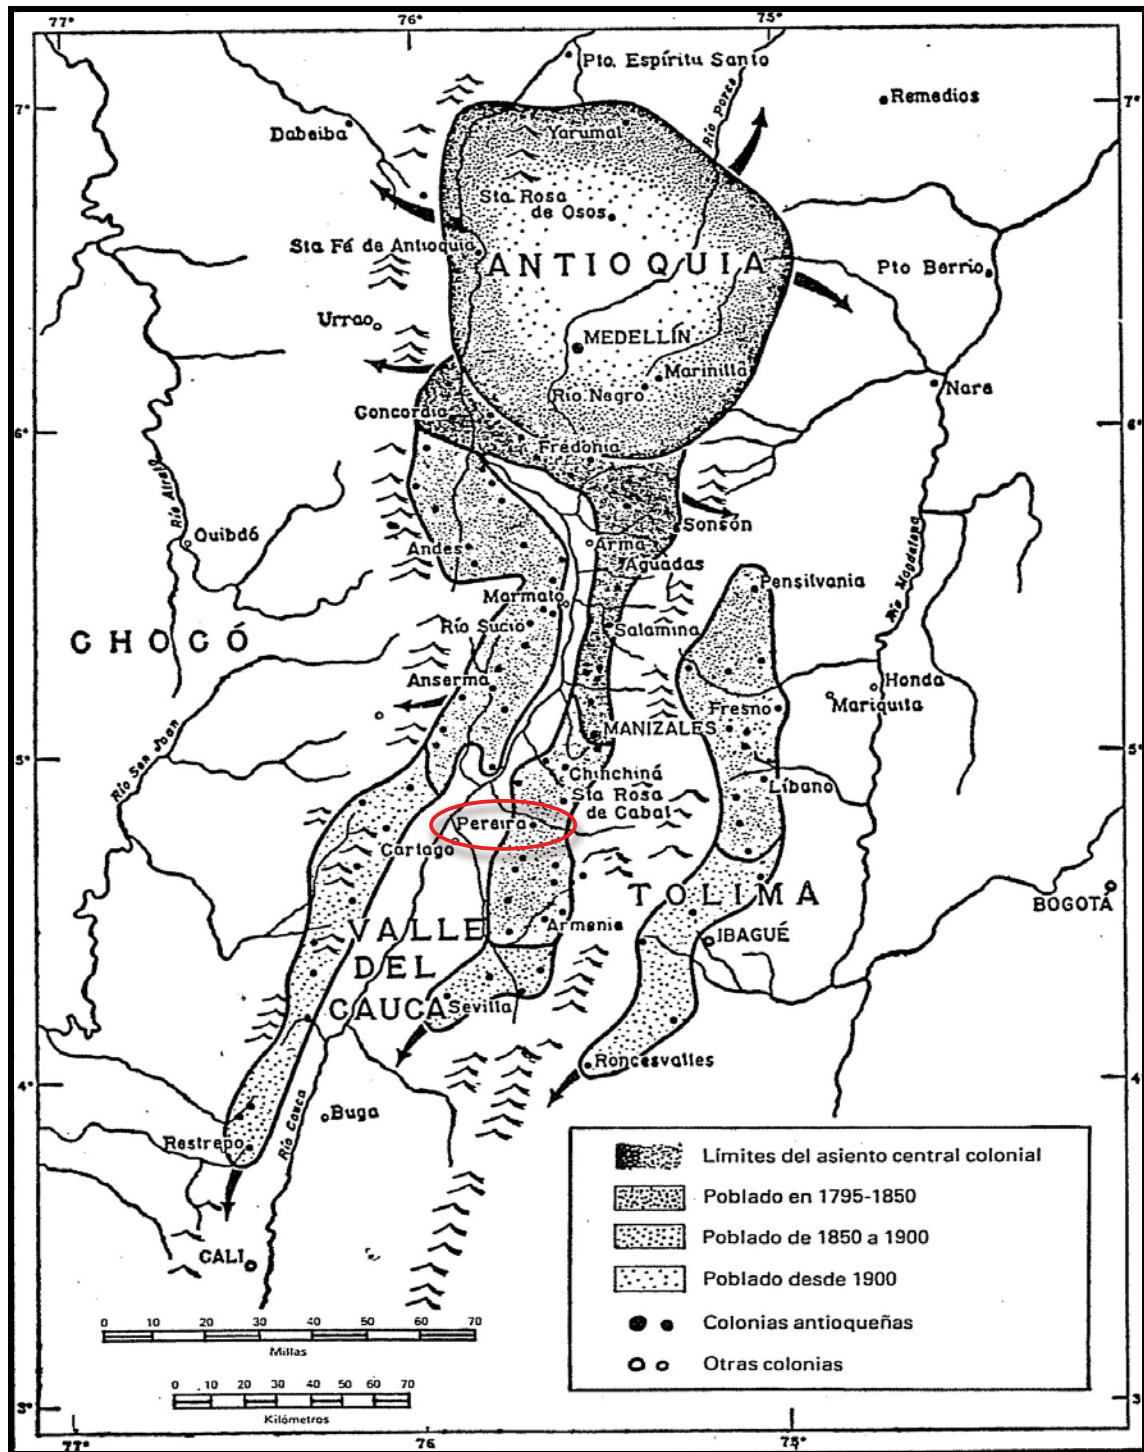 77°
76°
75°
7°
7°
Pto. Espíritu Santo
Remedios
Río Porce
Dabeiba
Yarumal
Sta Rosa
de Osos
Sta Fé de Antioquia
ANTIOQUIA
Pto Berrío
Urrao
MEDELLÍN
Marinilla
Río Negro
Nare
Concordia
6°
6°
Fredonia
Río Atrato
Quibdó
Sonsón
Arma
Andes
Aguadas
Pensilvania
Río Magdalena
Marmato
CHOCÓ
Río Sucio
Salamina
Anserma
Honda
Mariquita
Fresno
MANIZALES
Río San Juan
5°
5°
Chinchiná
Líbano
Sta Rosa
de Cabal
Pereira
Cartago
TOLIMA
BOGOTÁ
VALLE
DEL
CAUCA
Armenia
IBAGUÉ
Sevilla
Roncesvalles
4°
4°
Buga
Restrepo
Río Cauca
CALI
Límites del asiento central colonial
Poblado en 1795-1850
Poblado de 1850 a 1900
Poblado desde 1900
Colonias antioqueñas
Otras colonias
0 10 20 30 40 50 60 70
Millas
0 10 20 30 40 50 60 70
Kilómetros
3°
3°
77°
76
75°